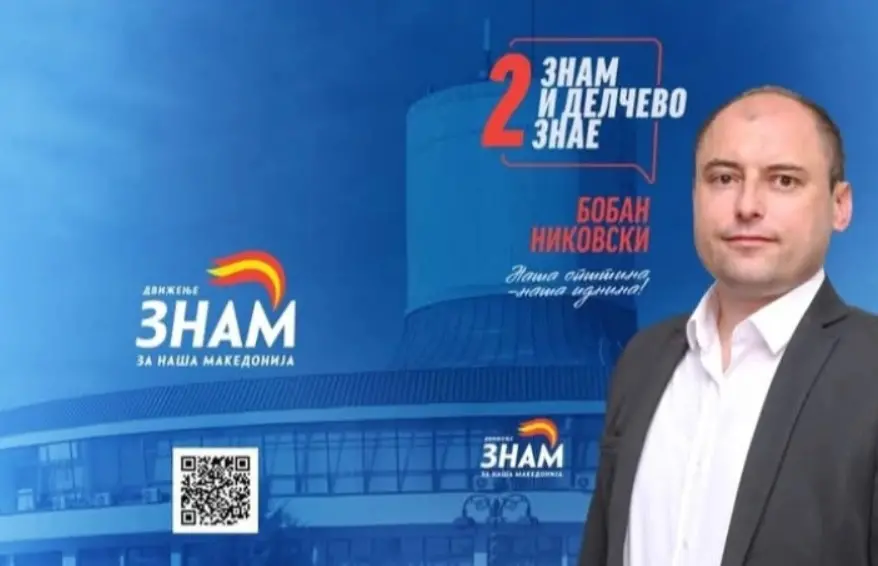 2
ЗНАМ
И ДЕЛЧЕВО
ЗНАЕ
БОБАН
НИКОВСКИ
Наша општина
–наша иднина!
ДВИЖЕЊЕ
ЗНАМ
ЗА НАША МАКЕДОНИЈА
ДВИЖЕЊЕ
ЗНАМ
ЗА НАША МАКЕДОНИЈА